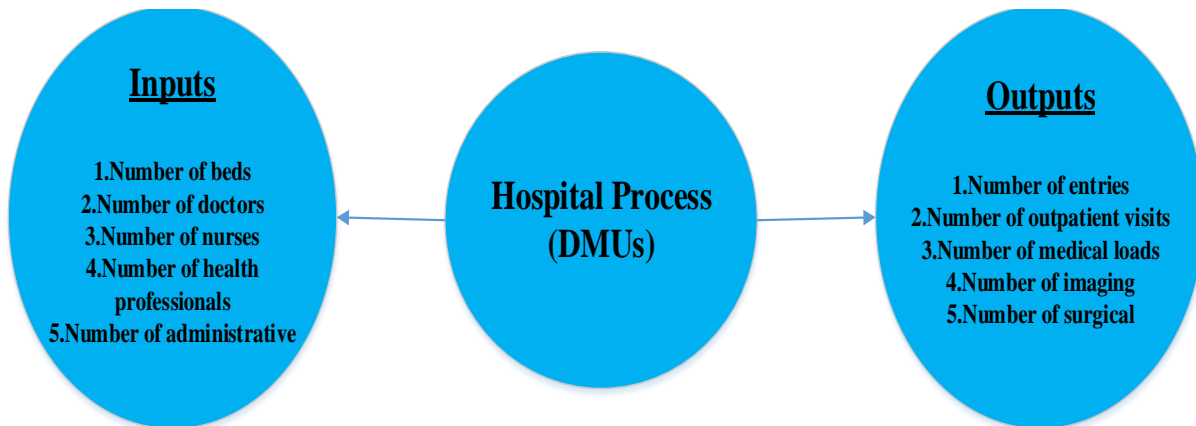 Inputs
1.Number of beds
2.Number of doctors
3.Number of nurses
4.Number of health
professionals
5.Number of administrative
Hospital Process
(DMUs)
Outputs
1.Number of entries
2.Number of outpatient visits
3.Number of medical loads
4.Number of imaging
5.Number of surgical